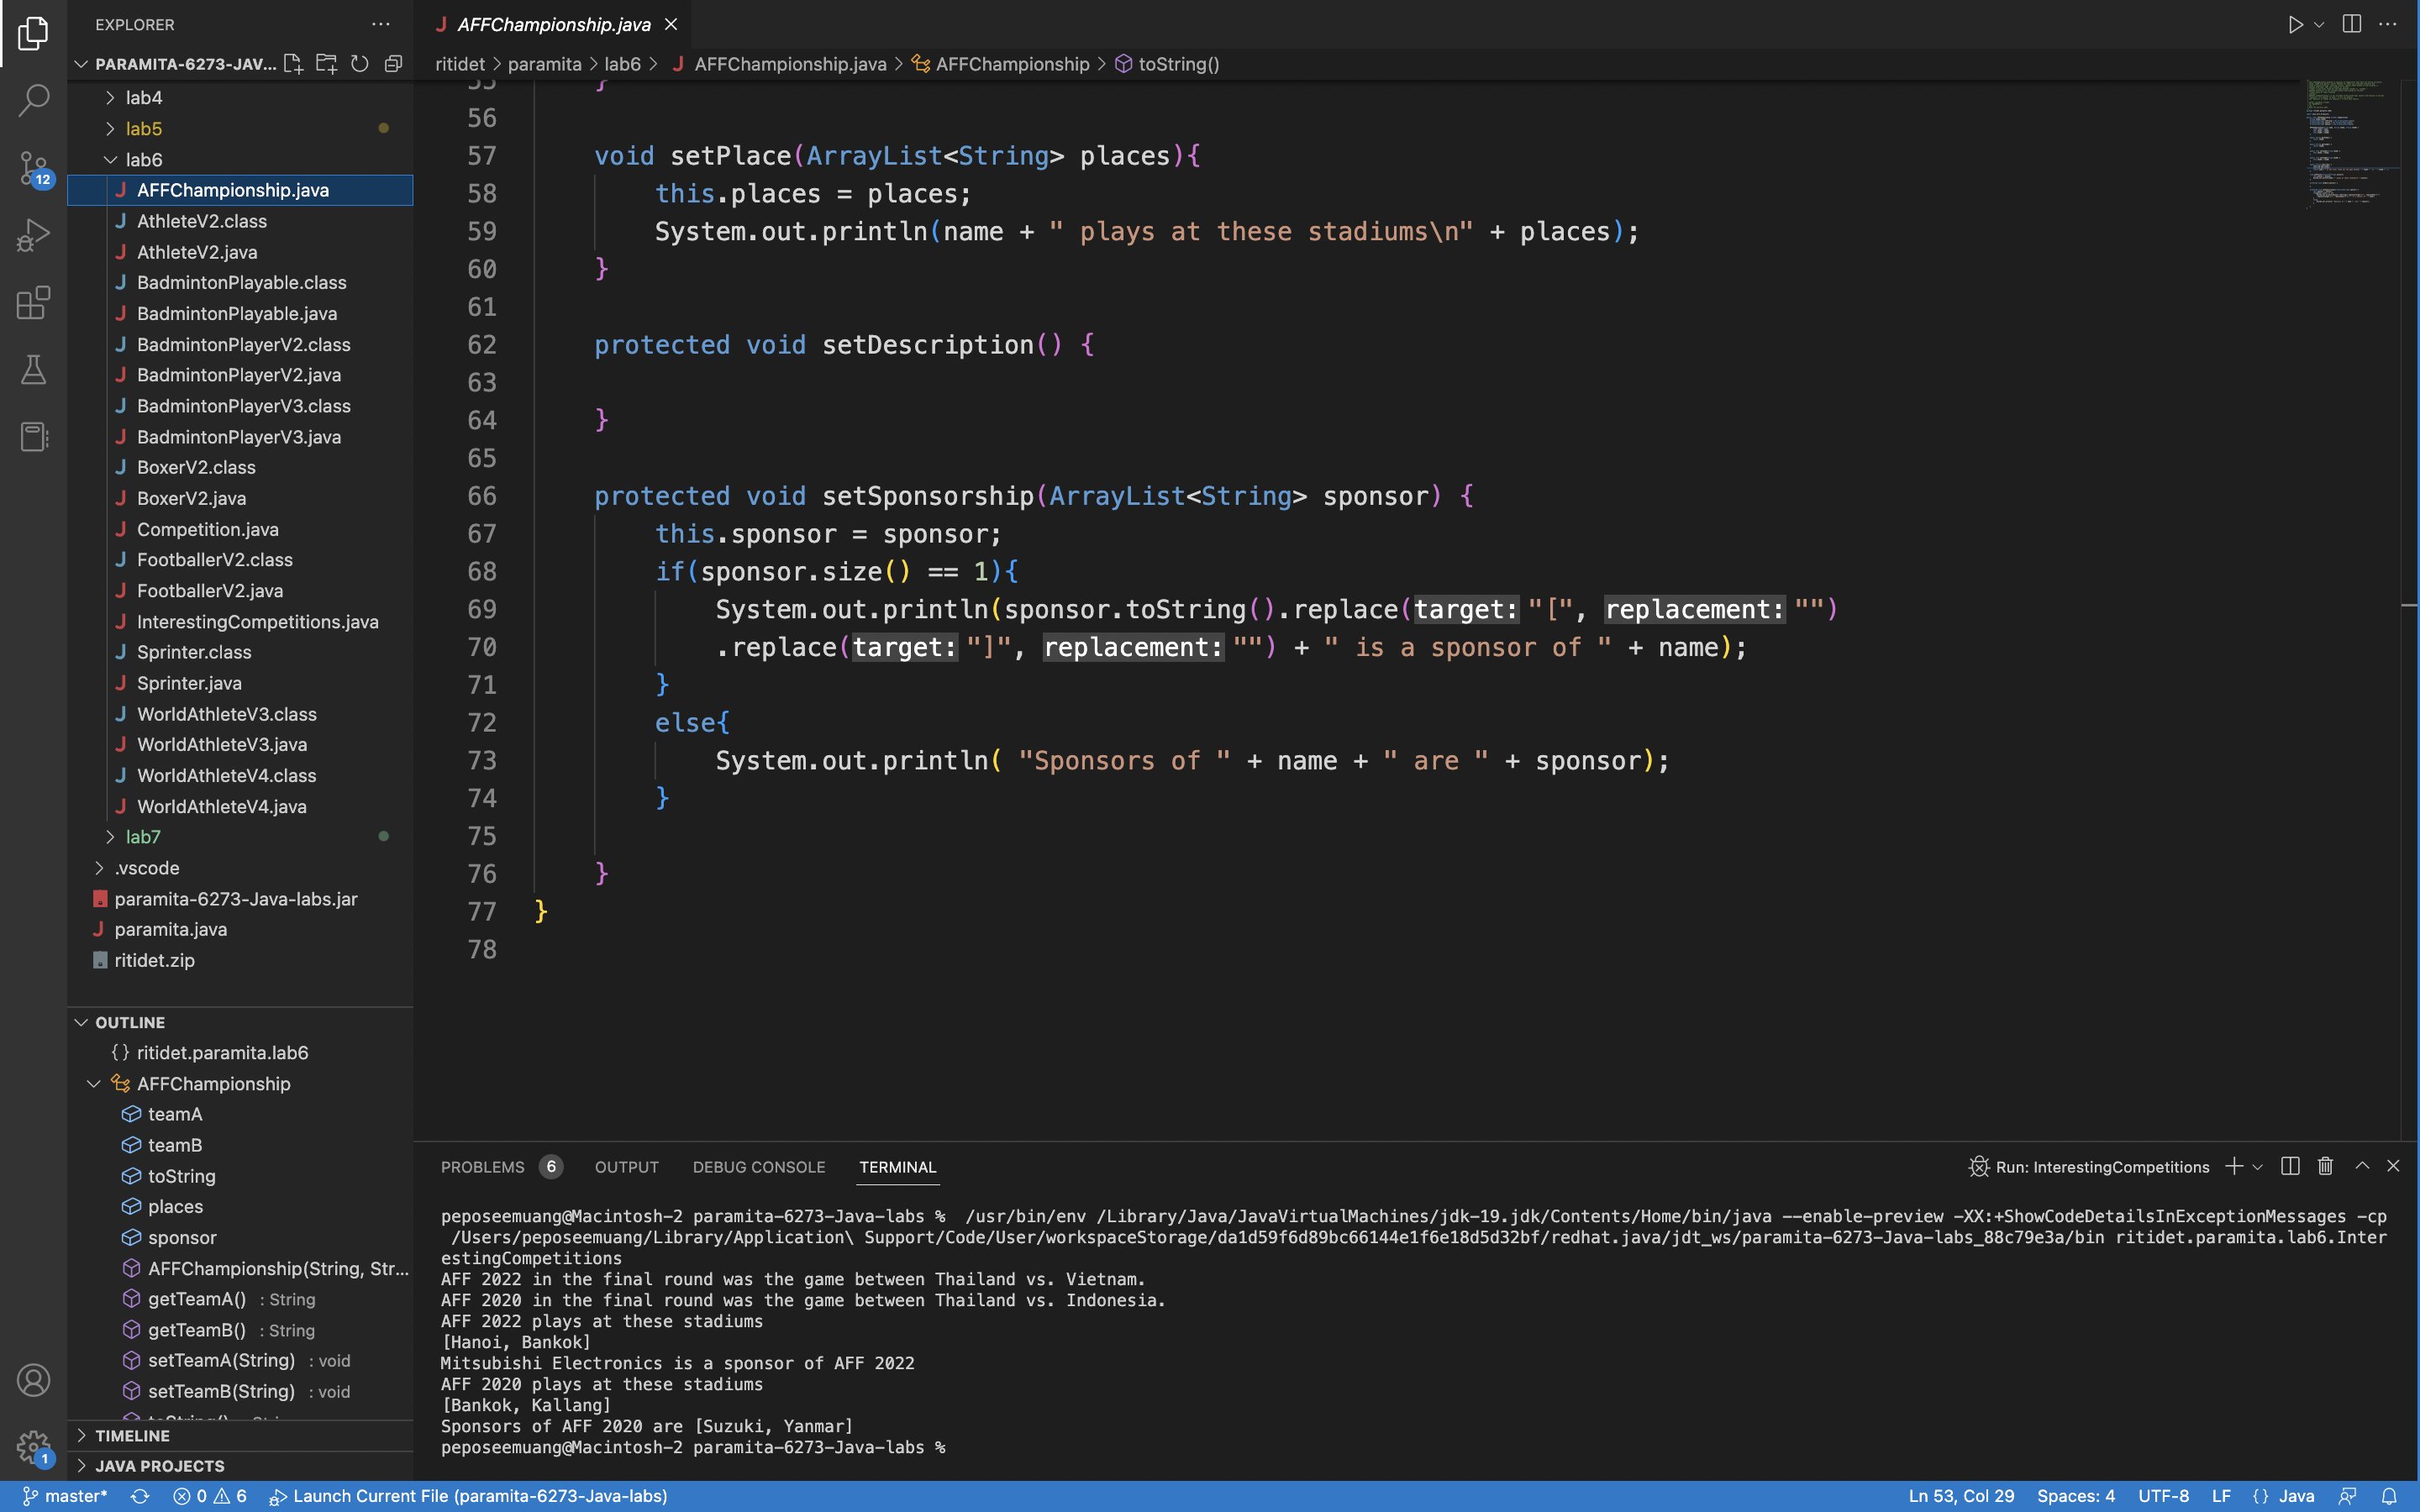 EXPLORER
PARAMITA-6273-JAV...
lab4
lab5
lab6
AFFChampionship.java
AthleteV2.class
AthleteV2.java
BadmintonPlayable.class
BadmintonPlayable.java
BadmintonPlayerV2.class
BadmintonPlayerV2.java
BadmintonPlayerV3.class
BadmintonPlayerV3.java
BoxerV2.class
BoxerV2.java
Competition.java
FootballerV2.class
FootballerV2.java
InterestingCompetitions.java
Sprinter.class
Sprinter.java
WorldAthleteV3.class
WorldAthleteV3.java
WorldAthleteV4.class
WorldAthleteV4.java
lab7
.vscode
paramita-6273-Java-labs.jar
paramita.java
ritidet.zip
12
OUTLINE
{} ritidet.paramita.lab6
AFFChampionship
teamA
teamB
toString
places
sponsor
AFFChampionship(String, Str...
getTeamA() : String
getTeamB() : String
setTeamA(String) : void
setTeamB(String) : void
TIMELINE
JAVA PROJECTS
1
J AFFChampionship.java
ritidet > paramita > lab6 > J AFFChampionship.java > AFFChampionship > toString()
55 }
56
57 void setPlace(ArrayList<String> places){
58 this.places = places;
59 System.out.println(name + " plays at these stadiums\n" + places);
60 }
61
62 protected void setDescription() {
63
64 }
65
66 protected void setSponsorship(ArrayList<String> sponsor) {
67 this.sponsor = sponsor;
68 if(sponsor.size() == 1){
69 System.out.println(sponsor.toString().replace(target: "[", replacement: "")
70 .replace(target: "]", replacement: "") + " is a sponsor of " + name);
71 }
72 else{
73 System.out.println( "Sponsors of " + name + " are " + sponsor);
74 }
75
76 }
77 }
78
PROBLEMS 6 OUTPUT DEBUG CONSOLE TERMINAL
Run: InterestingCompetitions
peposeemuang@Macintosh-2 paramita-6273-Java-labs % /usr/bin/env /Library/Java/JavaVirtualMachines/jdk-19.jdk/Contents/Home/bin/java --enable-preview -XX:+ShowCodeDetailsInExceptionMessages -cp
/Users/peposeemuang/Library/Application\ Support/Code/User/workspaceStorage/da1d59f6d89bc66144e1f6e18d5d32bf/redhat.java/jdt_ws/paramita-6273-Java-labs_88c79e3a/bin ritidet.paramita.lab6.Inter
estingCompetitions
AFF 2022 in the final round was the game between Thailand vs. Vietnam.
AFF 2020 in the final round was the game between Thailand vs. Indonesia.
AFF 2022 plays at these stadiums
[Hanoi, Bankok]
Mitsubishi Electronics is a sponsor of AFF 2022
AFF 2020 plays at these stadiums
[Bankok, Kallang]
Sponsors of AFF 2020 are [Suzuki, Yanmar]
peposeemuang@Macintosh-2 paramita-6273-Java-labs %
master* 0 6 Launch Current File (paramita-6273-Java-labs)
Ln 53, Col 29 Spaces: 4 UTF-8 LF {} Java